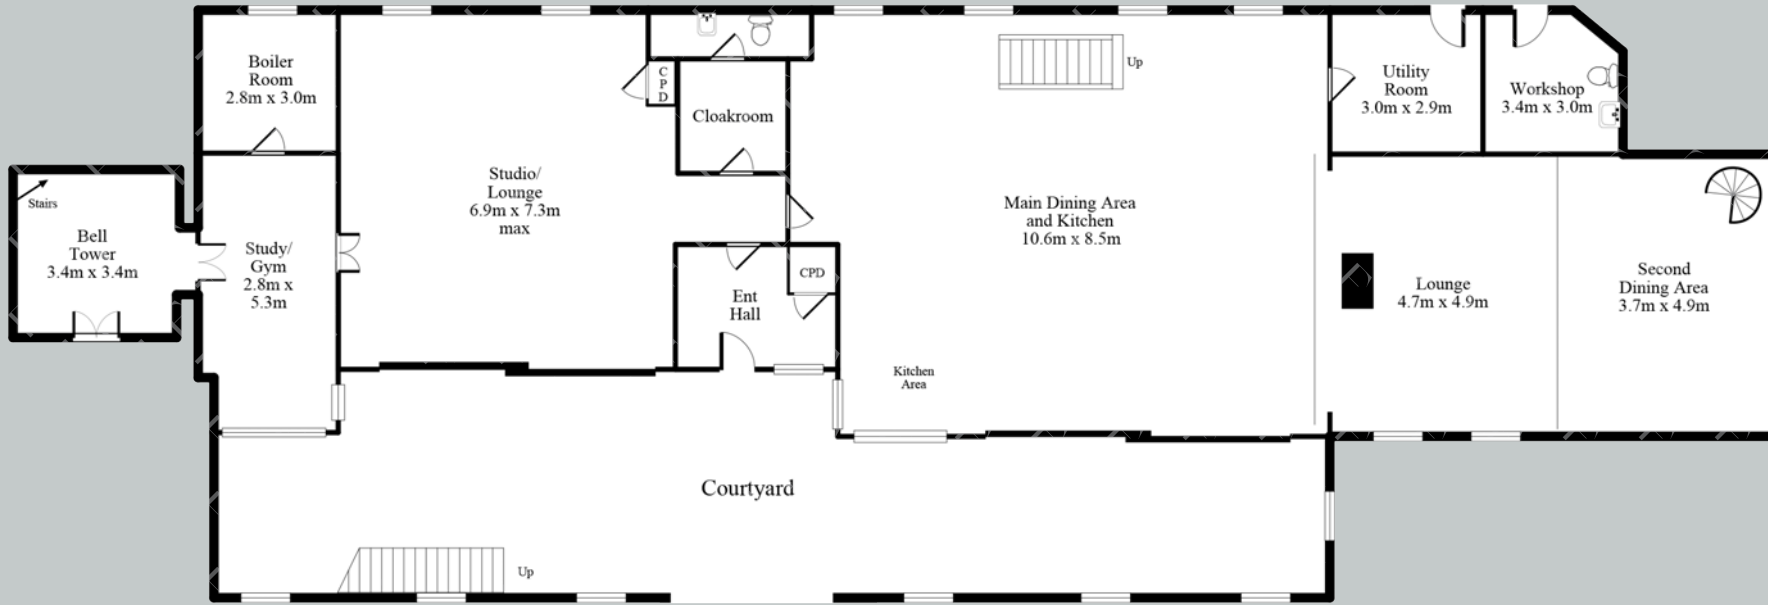 Boiler
Room
2.8m x 3.0m
Stairs
Bell
Tower
3.4m x 3.4m
Study/
Gym
2.8m x
5.3m
Studio/
Lounge
6.9m x 7.3m
max
C
P
D
Cloakroom
Ent
Hall
CPD
Up
Main Dining Area
and Kitchen
10.6m x 8.5m
Kitchen
Area
Utility
Room
3.0m x 2.9m
Workshop
3.4m x 3.0m
Lounge
4.7m x 4.9m
Second
Dining Area
3.7m x 4.9m
Courtyard
Up